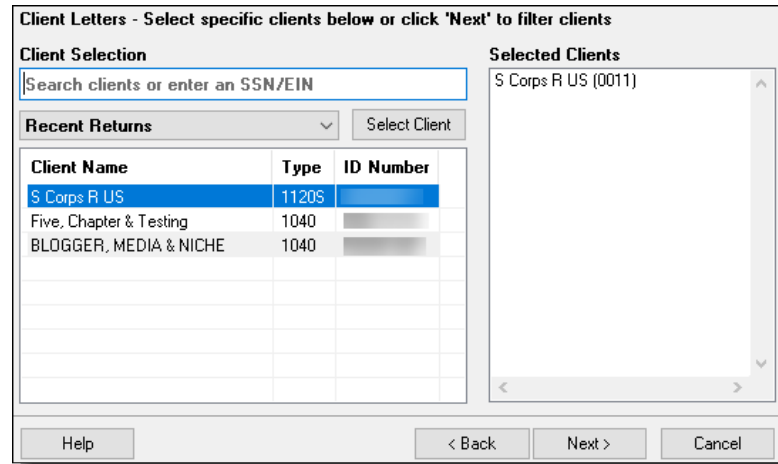 Client Letters - Select specific clients below or click 'Next' to filter clients
Client Selection
Search clients or enter an SSN/EIN
Recent Returns
Select Client
Client Name Type ID Number
S Corps R US 1120S
Five, Chapter & Testing 1040
BLOGGER, MEDIA & NICHE 1040
Selected Clients
S Corps R US (0011)
Help
< Back
Next >
Cancel